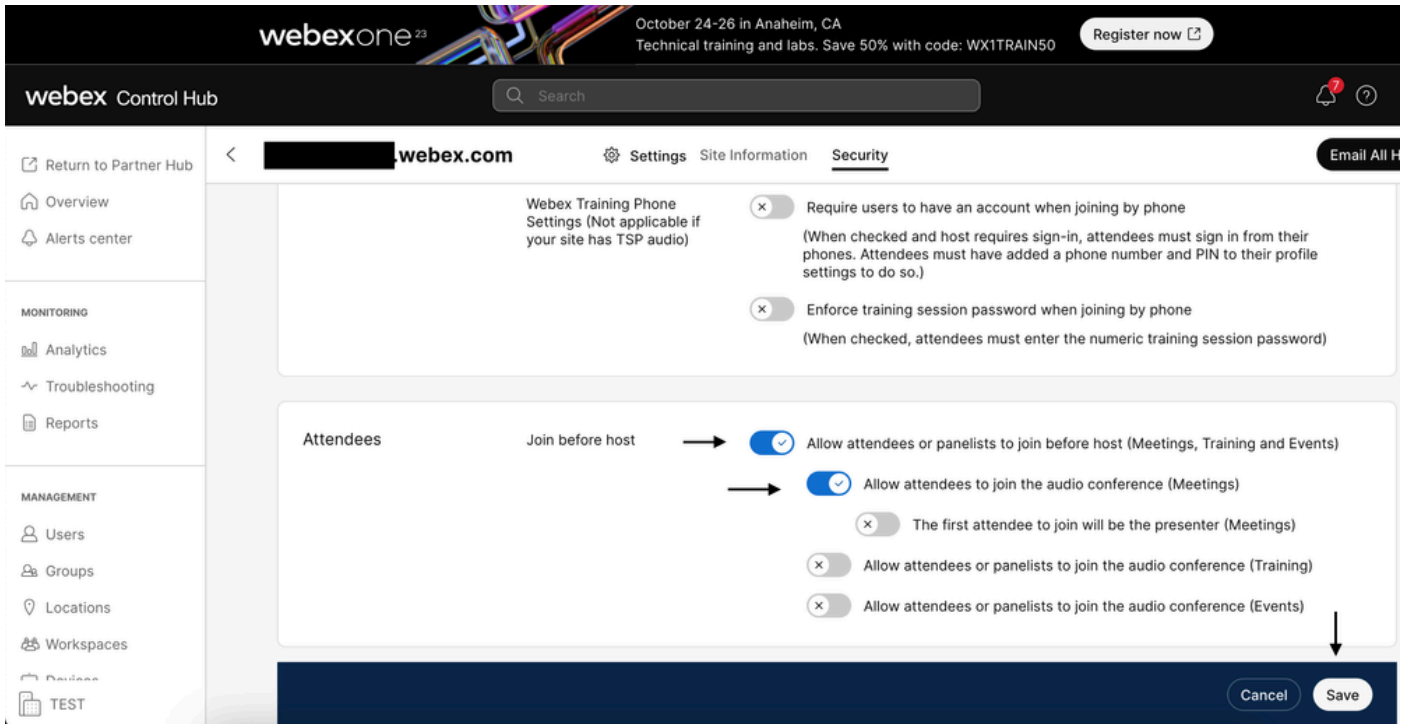 webexone23
October 24-26 in Anaheim, CA
Technical training and labs. Save 50% with code: WX1TRAIN50
Register now
webex Control Hub
Search
7
Return to Partner Hub
Overview
Alerts center
MONITORING
Analytics
Troubleshooting
Reports
MANAGEMENT
Users
Groups
Locations
Workspaces
Devices
TEST
.webex.com
Settings
Site Information
Security
Email All H
Webex Training Phone
Settings (Not applicable if
your site has TSP audio)
Require users to have an account when joining by phone
(When checked and host requires sign-in, attendees must sign in from their
phones. Attendees must have added a phone number and PIN to their profile
settings to do so.)
Enforce training session password when joining by phone
(When checked, attendees must enter the numeric training session password)
Attendees
Join before host
Allow attendees or panelists to join before host (Meetings, Training and Events)
Allow attendees to join the audio conference (Meetings)
The first attendee to join will be the presenter (Meetings)
Allow attendees or panelists to join the audio conference (Training)
Allow attendees or panelists to join the audio conference (Events)
Cancel
Save